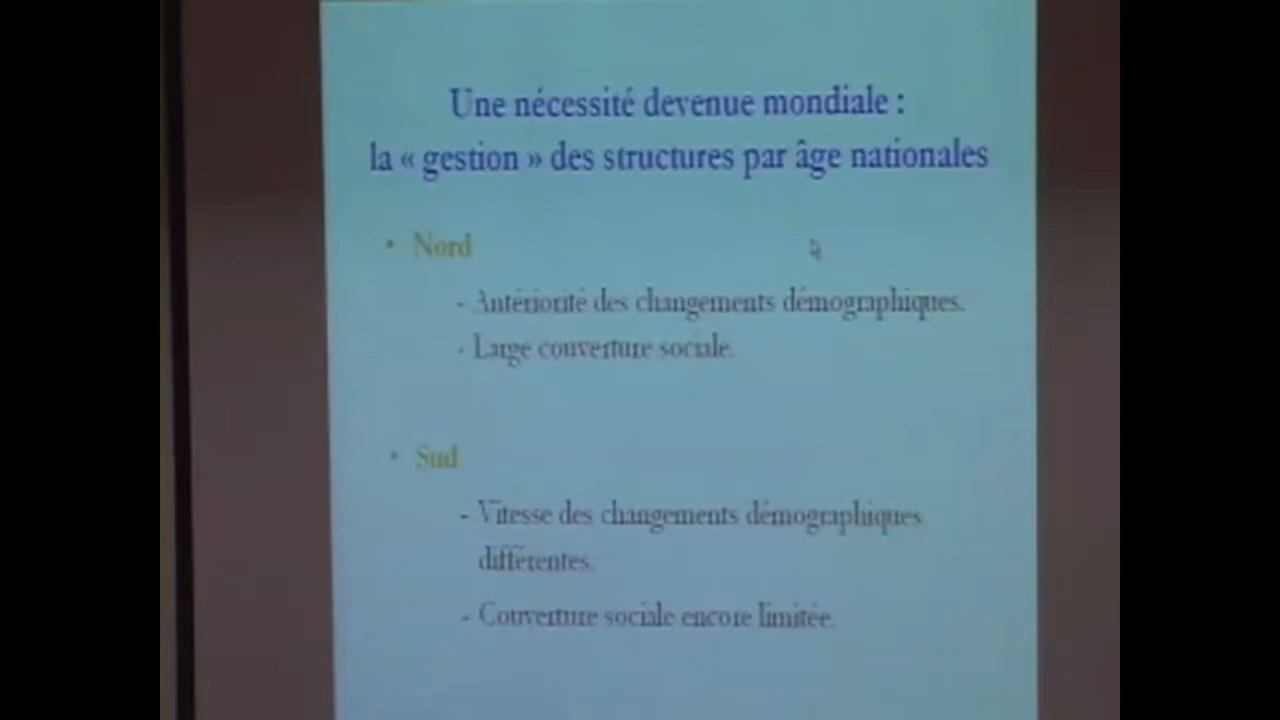 Une nécessité devenue mondiale :
la « gestion » des structures par âge nationales
• Nord
- Antériorité des changements démographiques.
- Large couverture sociale.
• Sud
- Vitesse des changements démographiques
différentes.
- Couverture sociale encore limitée.